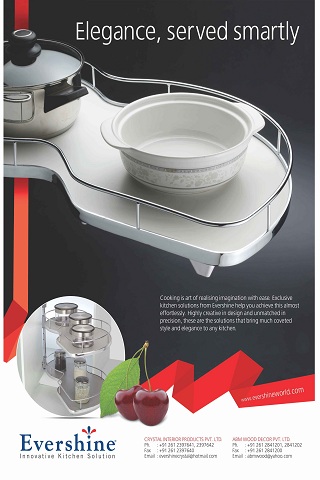 Elegance, served smartly
Cooking is art of realising imagination with ease. Exclusive
kitchen solutions from Evershine help you achieve this almost
effortlessly. Highly creative in design and unmatched in
precision, these are the solutions that bring much coveted
style and elegance to any kitchen.
www.evershineworld.com
Evershine
Innovative Kitchen Solution
CRYSTAL INTERIOR PRODUCTS PVT. LTD
Ph : +91 261 2397641, 2397642
Fax : +91 261 2397640
Email : evershinecrystal@hotmail.com
ABM WOOD DECOR PVT. LTD
Ph : +91 261 2841201, 2841202
Fax : +91 261 2841200
Email : abmwood@yahoo.com